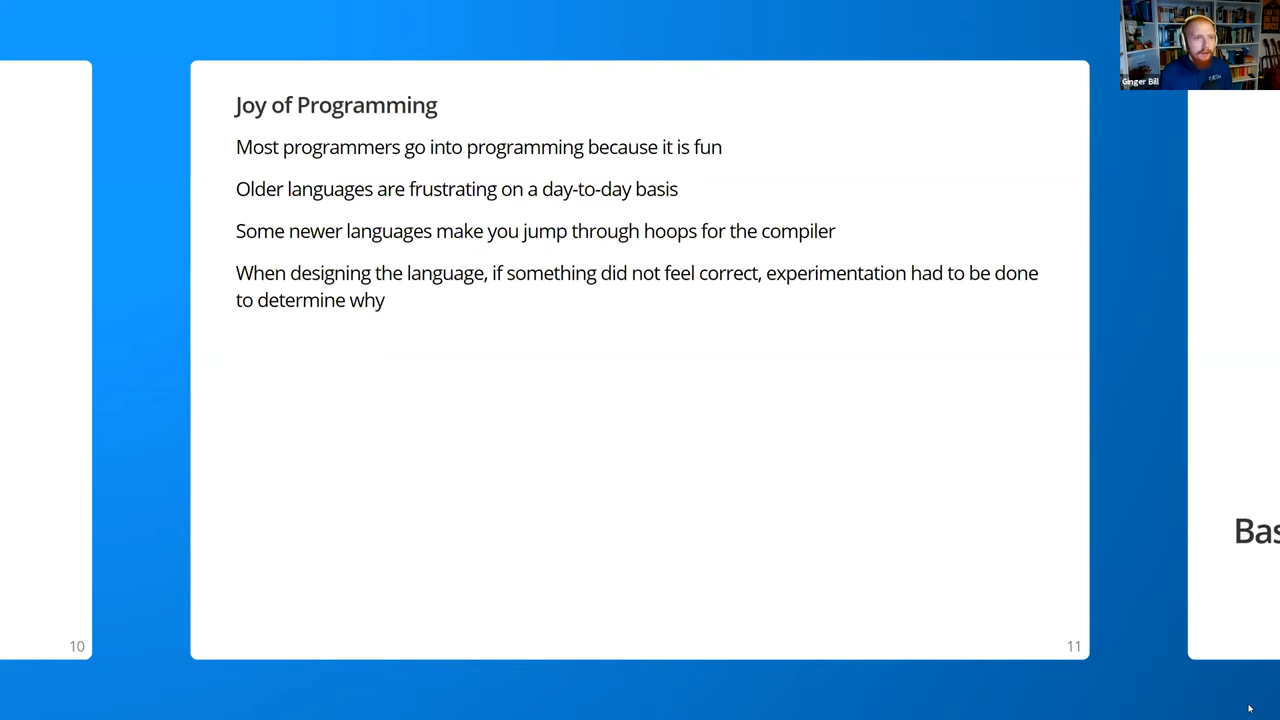 Ginger Bill
Joy of Programming
Most programmers go into programming because it is fun
Older languages are frustrating on a day-to-day basis
Some newer languages make you jump through hoops for the compiler
When designing the language, if something did not feel correct, experimentation had to be done
to determine why
Bas
10
11